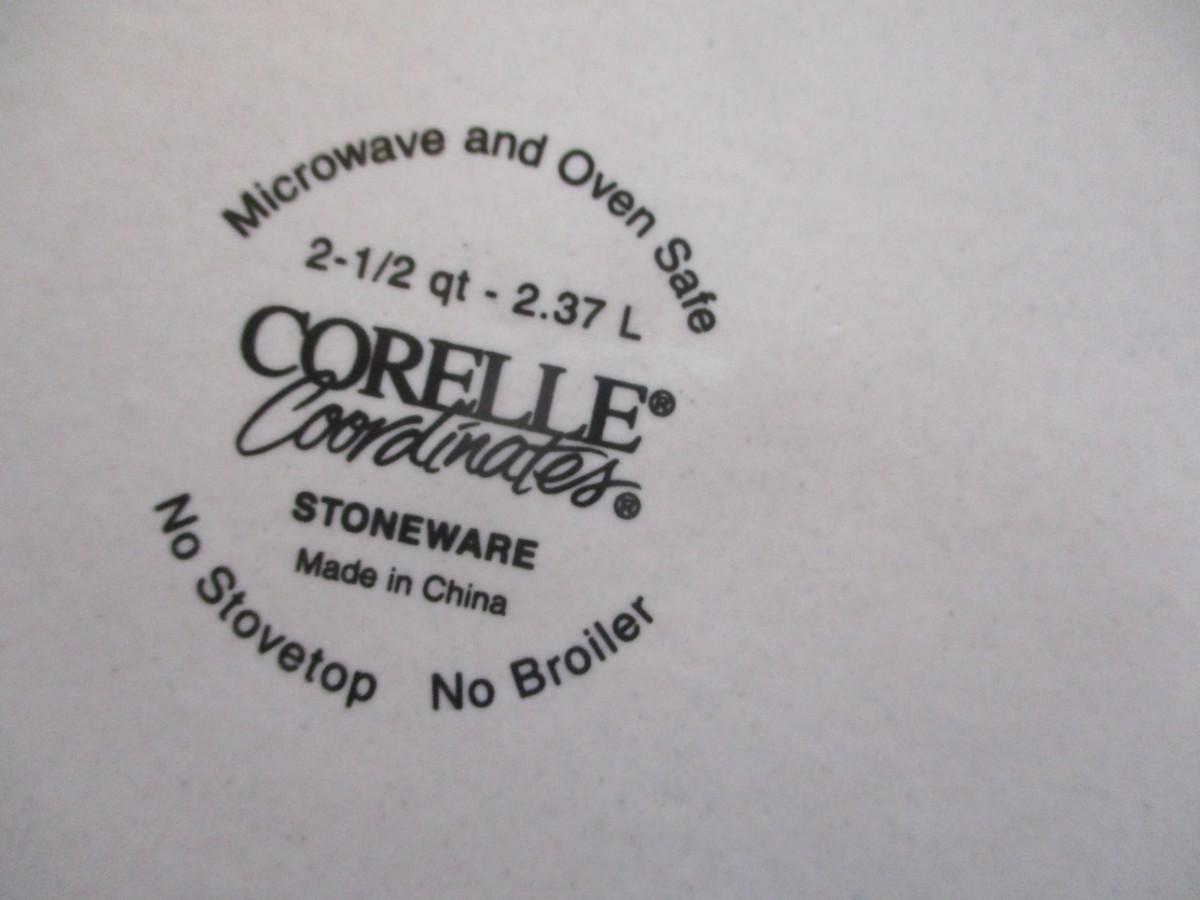 Microwave and Oven Safe
2-1/2 qt - 2.37 L
CORELLE®
Coordinates®
STONEWARE
Made in China
No Stovetop No Broiler